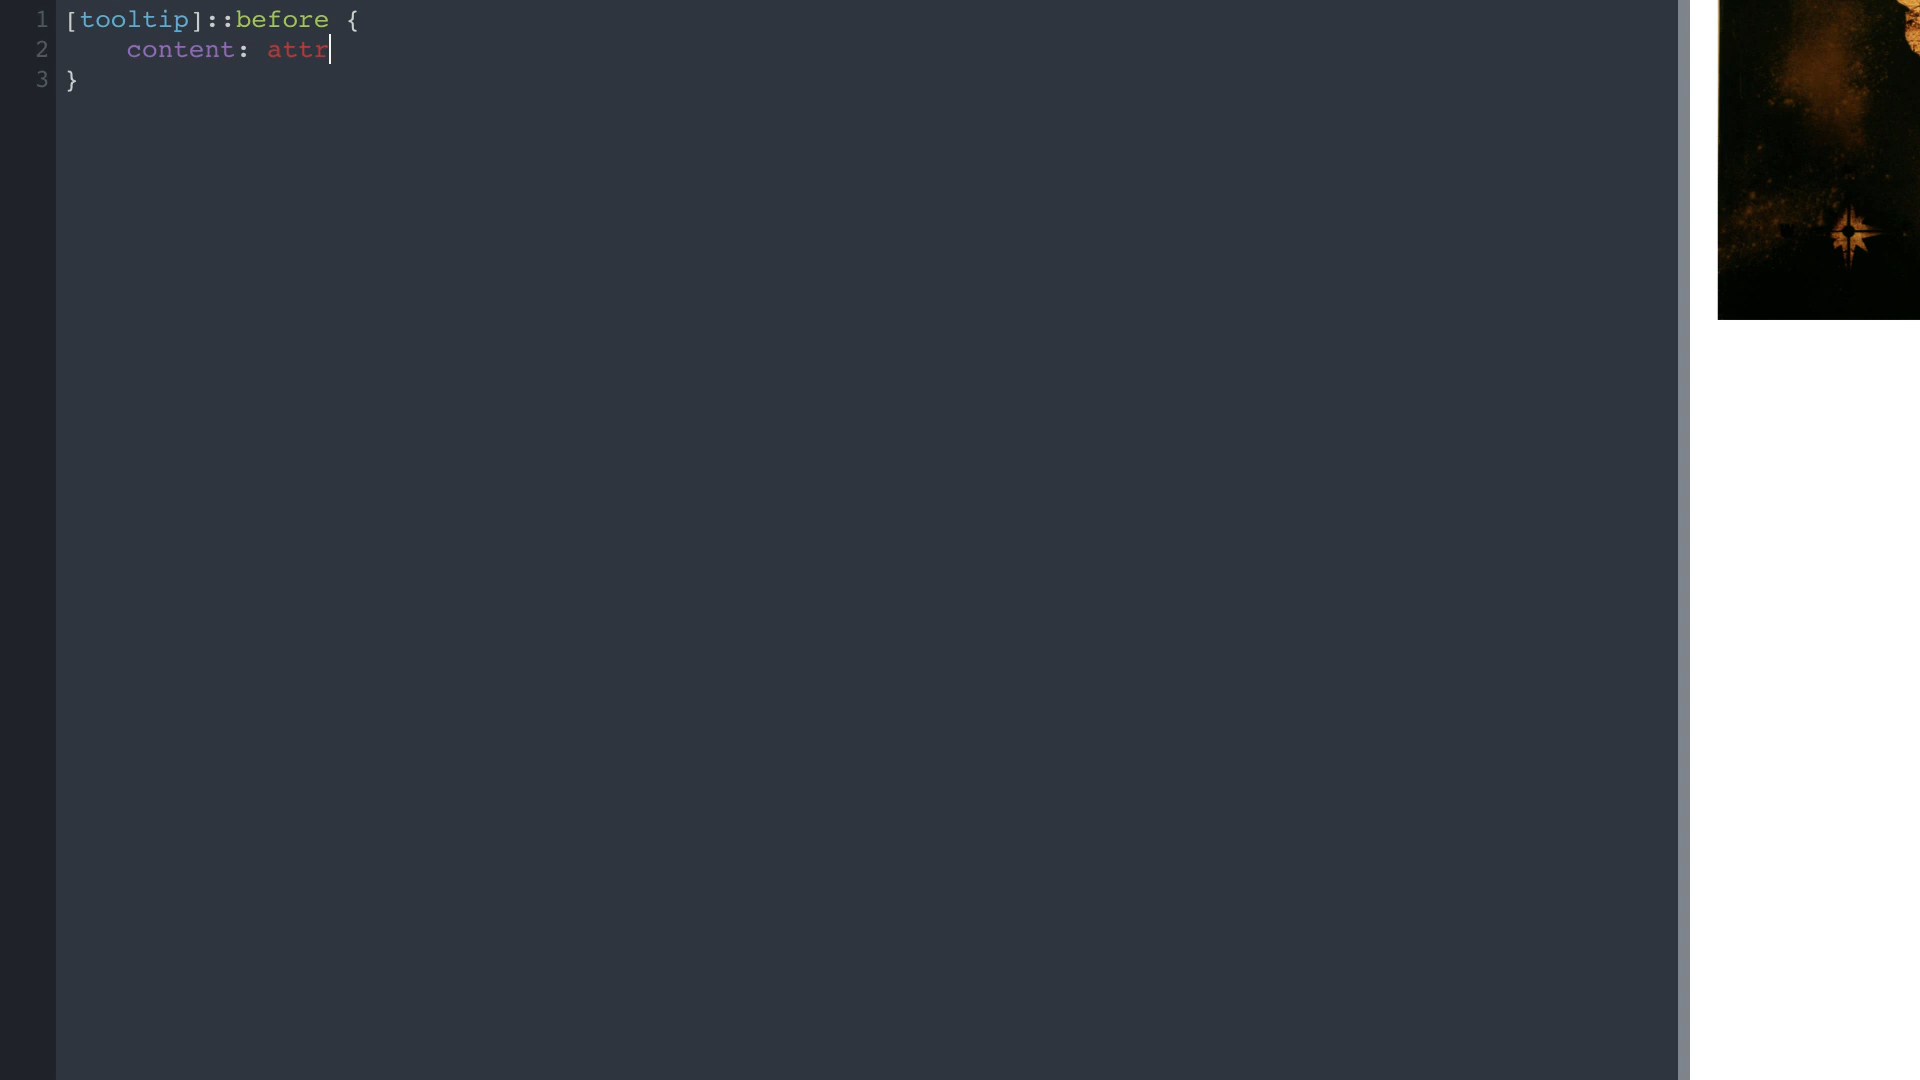 1 [tooltip]::before {
2     content: attr
3 }